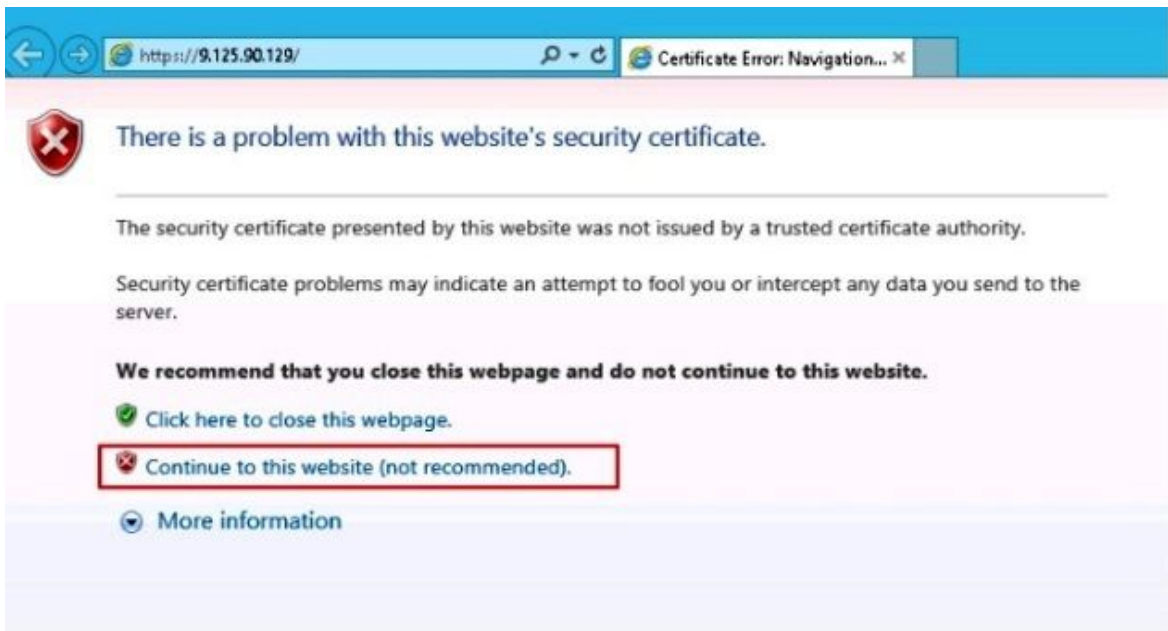 https://9.125.90.129/
Certificate Error: Navigation...
There is a problem with this website's security certificate.
The security certificate presented by this website was not issued by a trusted certificate authority.
Security certificate problems may indicate an attempt to fool you or intercept any data you send to the
server.
We recommend that you close this webpage and do not continue to this website.
Click here to close this webpage.
Continue to this website (not recommended).
More information